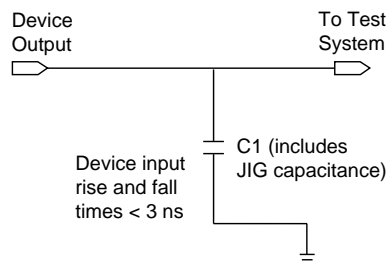 Device
Output
To Test
System
C1 (includes
JIG capacitance)
Device input
rise and fall
times < 3 ns